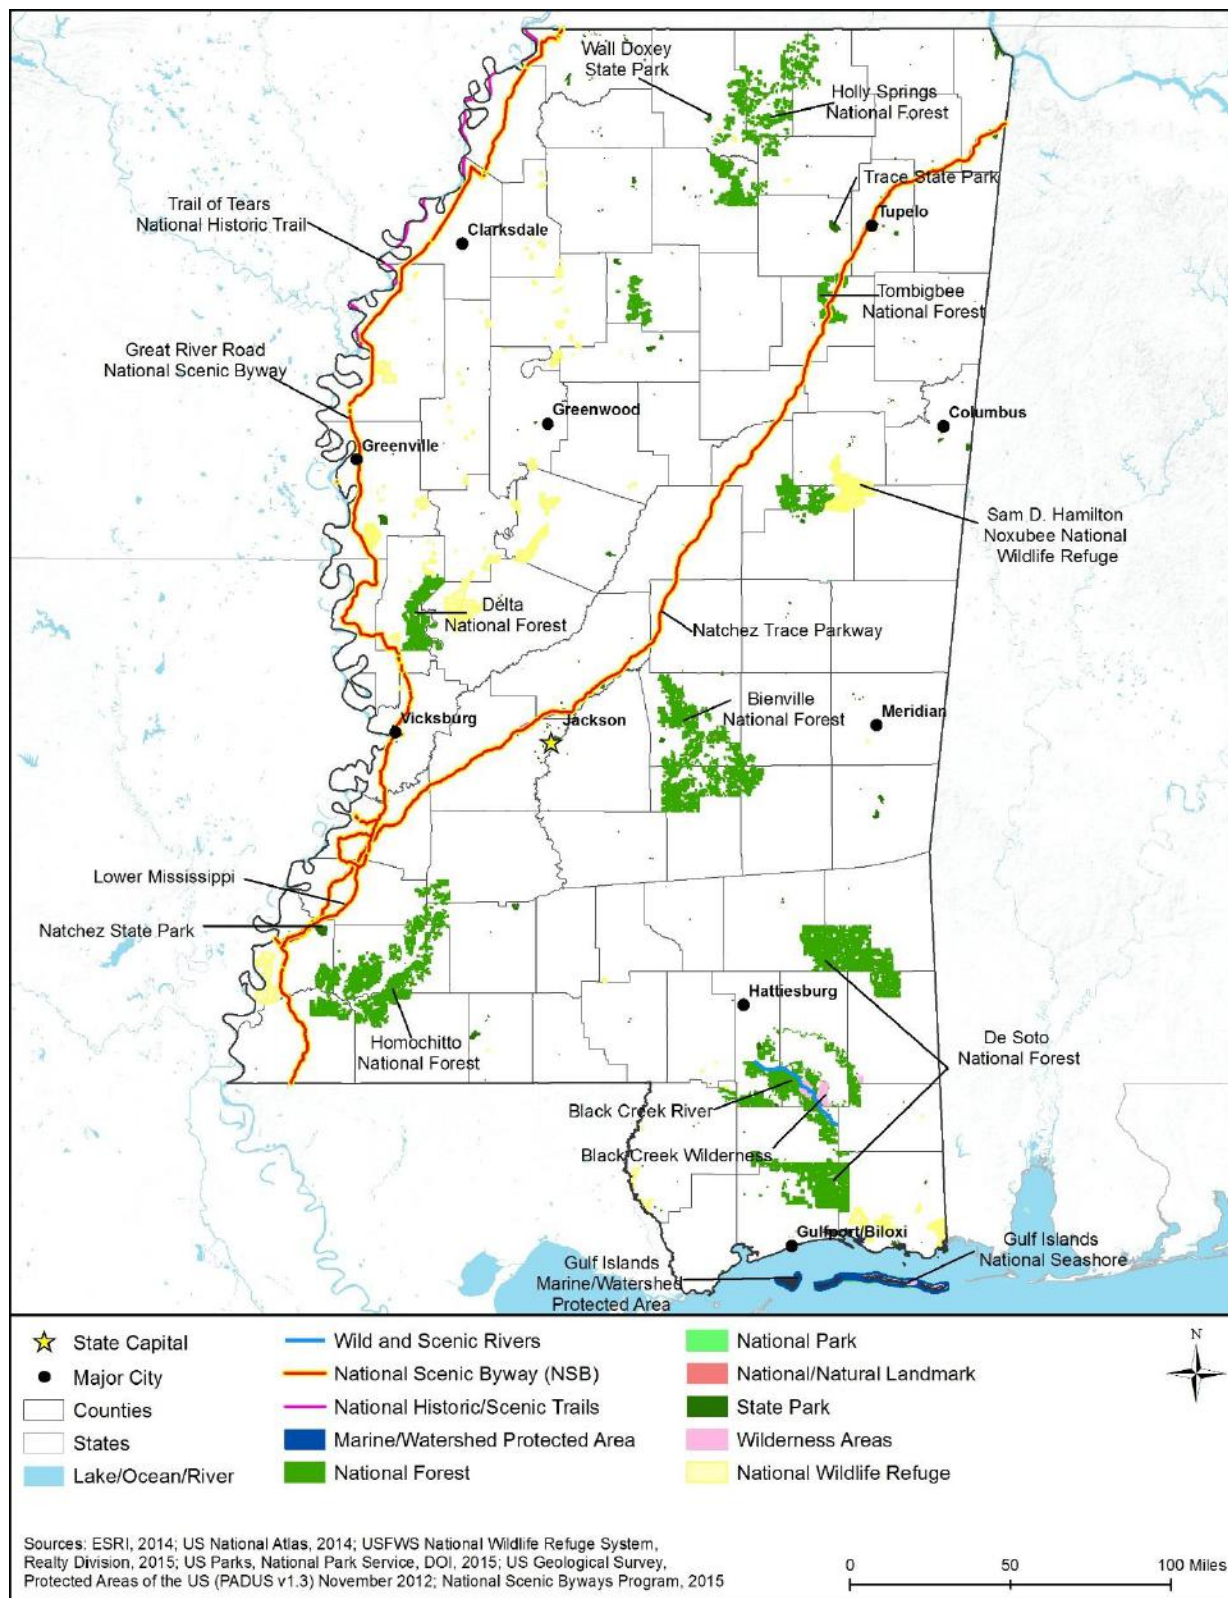 Wall Doxey
State Park
Holly Springs
National Forest
Trace State Park
Trail of Tears
National Historic Trail
Clarksdale
Tupelo
Tombigbee
National Forest
Great River Road
National Scenic Byway
Greenwood
Columbus
Greenville
Sam D. Hamilton
Noxubee National
Wildlife Refuge
Delta
National Forest
Natchez Trace Parkway
Bienville
National Forest
Vicksburg
Jackson
Meridian
Lower Mississippi
Natchez State Park
Hattiesburg
Homochitto
National Forest
De Soto
National Forest
Black Creek River
Black Creek Wilderness
Gulfport/Biloxi
Gulf Islands
National Seashore
Gulf Islands
Marine/Watershed
Protected Area
State Capital
Major City
Counties
States
Lake/Ocean/River
Wild and Scenic Rivers
National Scenic Byway (NSB)
National Historic/Scenic Trails
Marine/Watershed Protected Area
National Forest
National Park
National/Natural Landmark
State Park
Wilderness Areas
National Wildlife Refuge
N
Sources: ESRI, 2014; US National Atlas, 2014; USFWS National Wildlife Refuge System,
Realty Division, 2015; US Parks, National Park Service, DOI, 2015; US Geological Survey,
Protected Areas of the US (PADUS v1.3) November 2012; National Scenic Byways Program, 2015
0 50 100 Miles